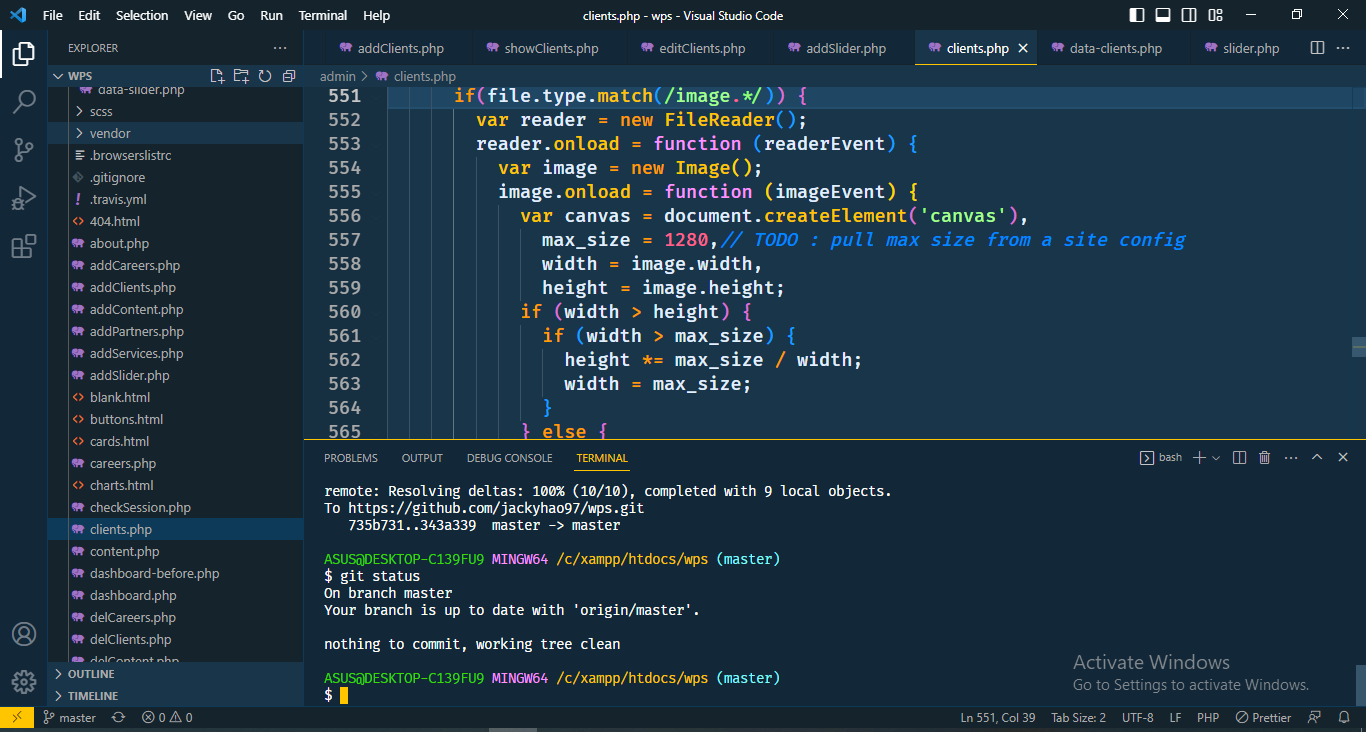 File Edit Selection View Go Run Terminal Help clients.php - wps - Visual Studio Code
EXPLORER
addClients.php showClients.php editClients.php addSlider.php clients.php data-clients.php slider.php
WPS
admin > clients.php
data-slider.php
scss
vendor
.browserslistrc
.gitignore
.travis.yml
404.html
about.php
addCareers.php
addClients.php
addContent.php
addPartners.php
addServices.php
addSlider.php
blank.html
buttons.html
cards.html
careers.php
charts.html
checkSession.php
clients.php
content.php
dashboard-before.php
dashboard.php
delCareers.php
delClients.php
delContent.php
OUTLINE
TIMELINE
551 if(file.type.match(/image.*/)) {
552 var reader = new FileReader();
553 reader.onload = function (readerEvent) {
554 var image = new Image();
555 image.onload = function (imageEvent) {
556 var canvas = document.createElement('canvas'),
557 max_size = 1280,// TODO : pull max size from a site config
558 width = image.width,
559 height = image.height;
560 if (width > height) {
561 if (width > max_size) {
562 height *= max_size / width;
563 width = max_size;
564 }
565 } else {
PROBLEMS OUTPUT DEBUG CONSOLE TERMINAL bash
remote: Resolving deltas: 100% (10/10), completed with 9 local objects.
To https://github.com/jackyhao97/wps.git
735b731..343a339 master -> master
ASUS@DESKTOP-C139FU9 MINGW64 /c/xampp/htdocs/wps (master)
$ git status
On branch master
Your branch is up to date with 'origin/master'.
nothing to commit, working tree clean
ASUS@DESKTOP-C139FU9 MINGW64 /c/xampp/htdocs/wps (master)
$
Activate Windows
Go to Settings to activate Windows.
master 0 0 Ln 551, Col 39 Tab Size: 2 UTF-8 LF PHP Prettier